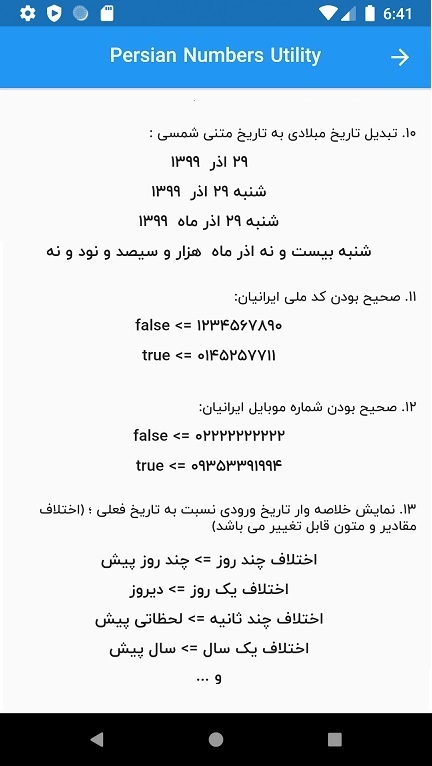 6:41
Persian Numbers Utility
۱۰. تبدیل تاریخ میلادی به تاریخ متنی شمسی :
۲۹ اذر ۱۳۹۹
شنبه ۲۹ اذر ۱۳۹۹
شنبه ۲۹ اذر ماه ۱۳۹۹
شنبه بیست و نه اذر ماه هزار و سیصد و نود و نه
۱۱. صحیح بودن کد ملی ایرانیان:
۱۲۳۴۵۶۷۸۹۰ => false
۰۱۴۵۲۵۷۷۱۱ => true
۱۲. صحیح بودن شماره موبایل ایرانیان:
۰۲۲۲۲۲۲۲۲۲۲ => false
۰۹۳۵۳۳۹۱۹۹۴ => true
۱۳. نمایش خلاصه وار تاریخ ورودی نسبت به تاریخ فعلی ؛ (اختلاف
مقادیر و متون قابل تغییر می باشد)
اختلاف چند روز => چند روز پیش
اختلاف یک روز => دیروز
اختلاف چند ثانیه => لحظاتی پیش
اختلاف یک سال => سال پیش
و ...